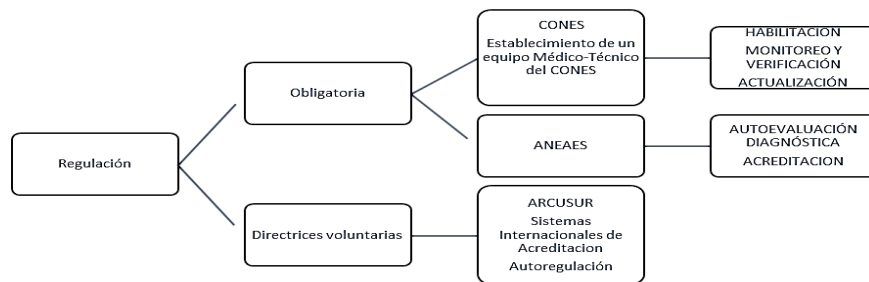 Regulación
Obligatoria
CONES
Establecimiento de un
equipo Médico-Técnico
del CONES
HABILITACION
MONITOREO Y
VERIFICACIÓN
ACTUALIZACIÓN
ANEAES
AUTOEVALUACIÓN
DIAGNÓSTICA
ACREDITACION
Directrices voluntarias
ARCUSUR
Sistemas
Internacionales de
Acreditacion
Autoregulación